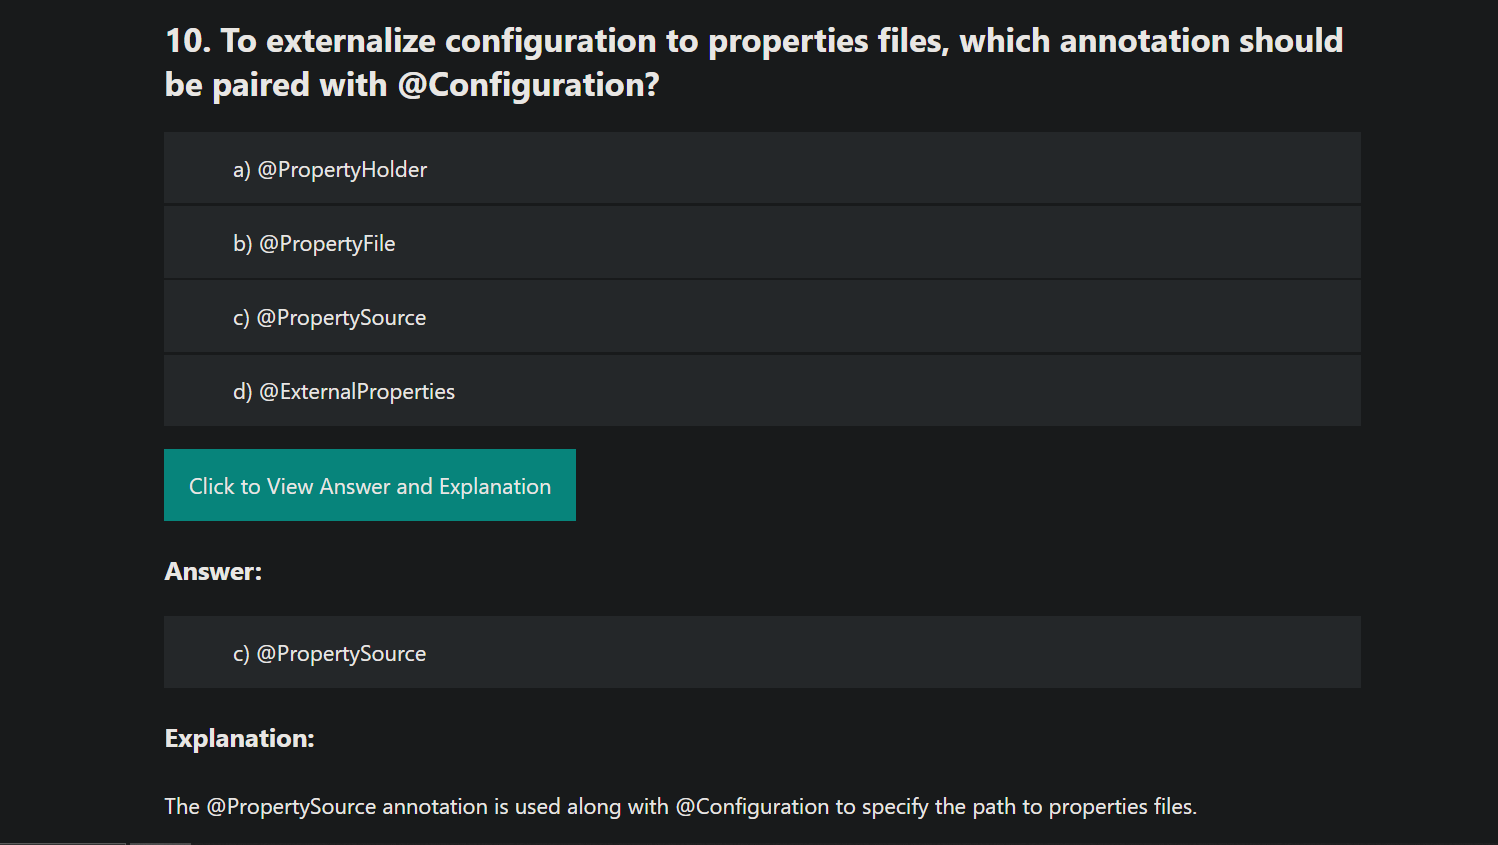 10. To externalize configuration to properties files, which annotation should
be paired with @Configuration?
a) @PropertyHolder
b) @PropertyFile
c) @PropertySource
d) @ExternalProperties
Click to View Answer and Explanation
Answer:
c) @PropertySource
Explanation:
The @PropertySource annotation is used along with @Configuration to specify the path to properties files.